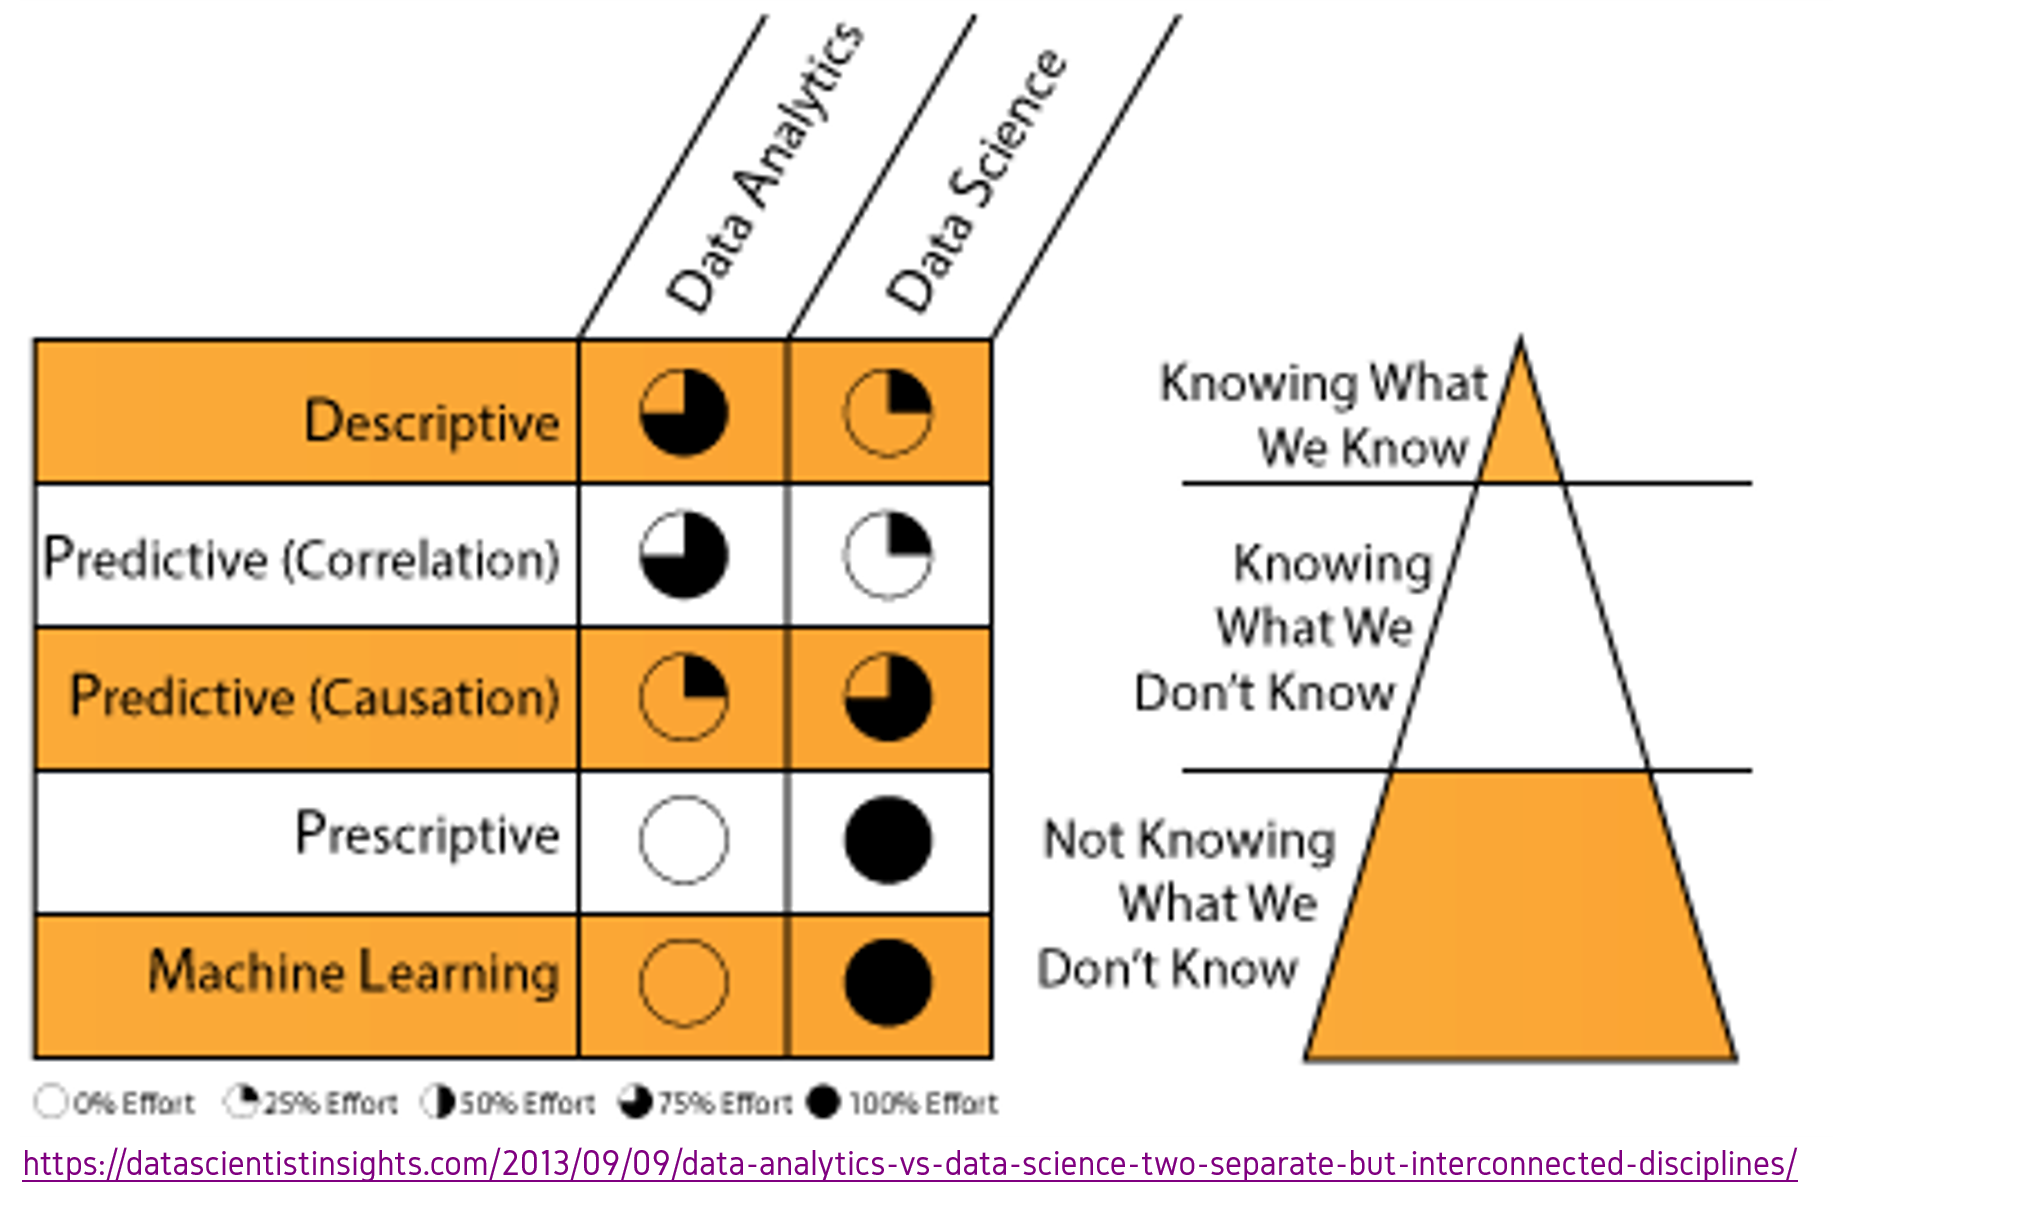 Data Analytics
Data Science
Descriptive
Predictive (Correlation)
Predictive (Causation)
Prescriptive
Machine Learning
0% Effort 25% Effort 50% Effort 75% Effort 100% Effort
Knowing What
We Know
Knowing
What We
Don't Know
Not Knowing
What We
Don't Know
https://datascientistinsights.com/2013/09/09/data-analytics-vs-data-science-two-separate-but-interconnected-disciplines/